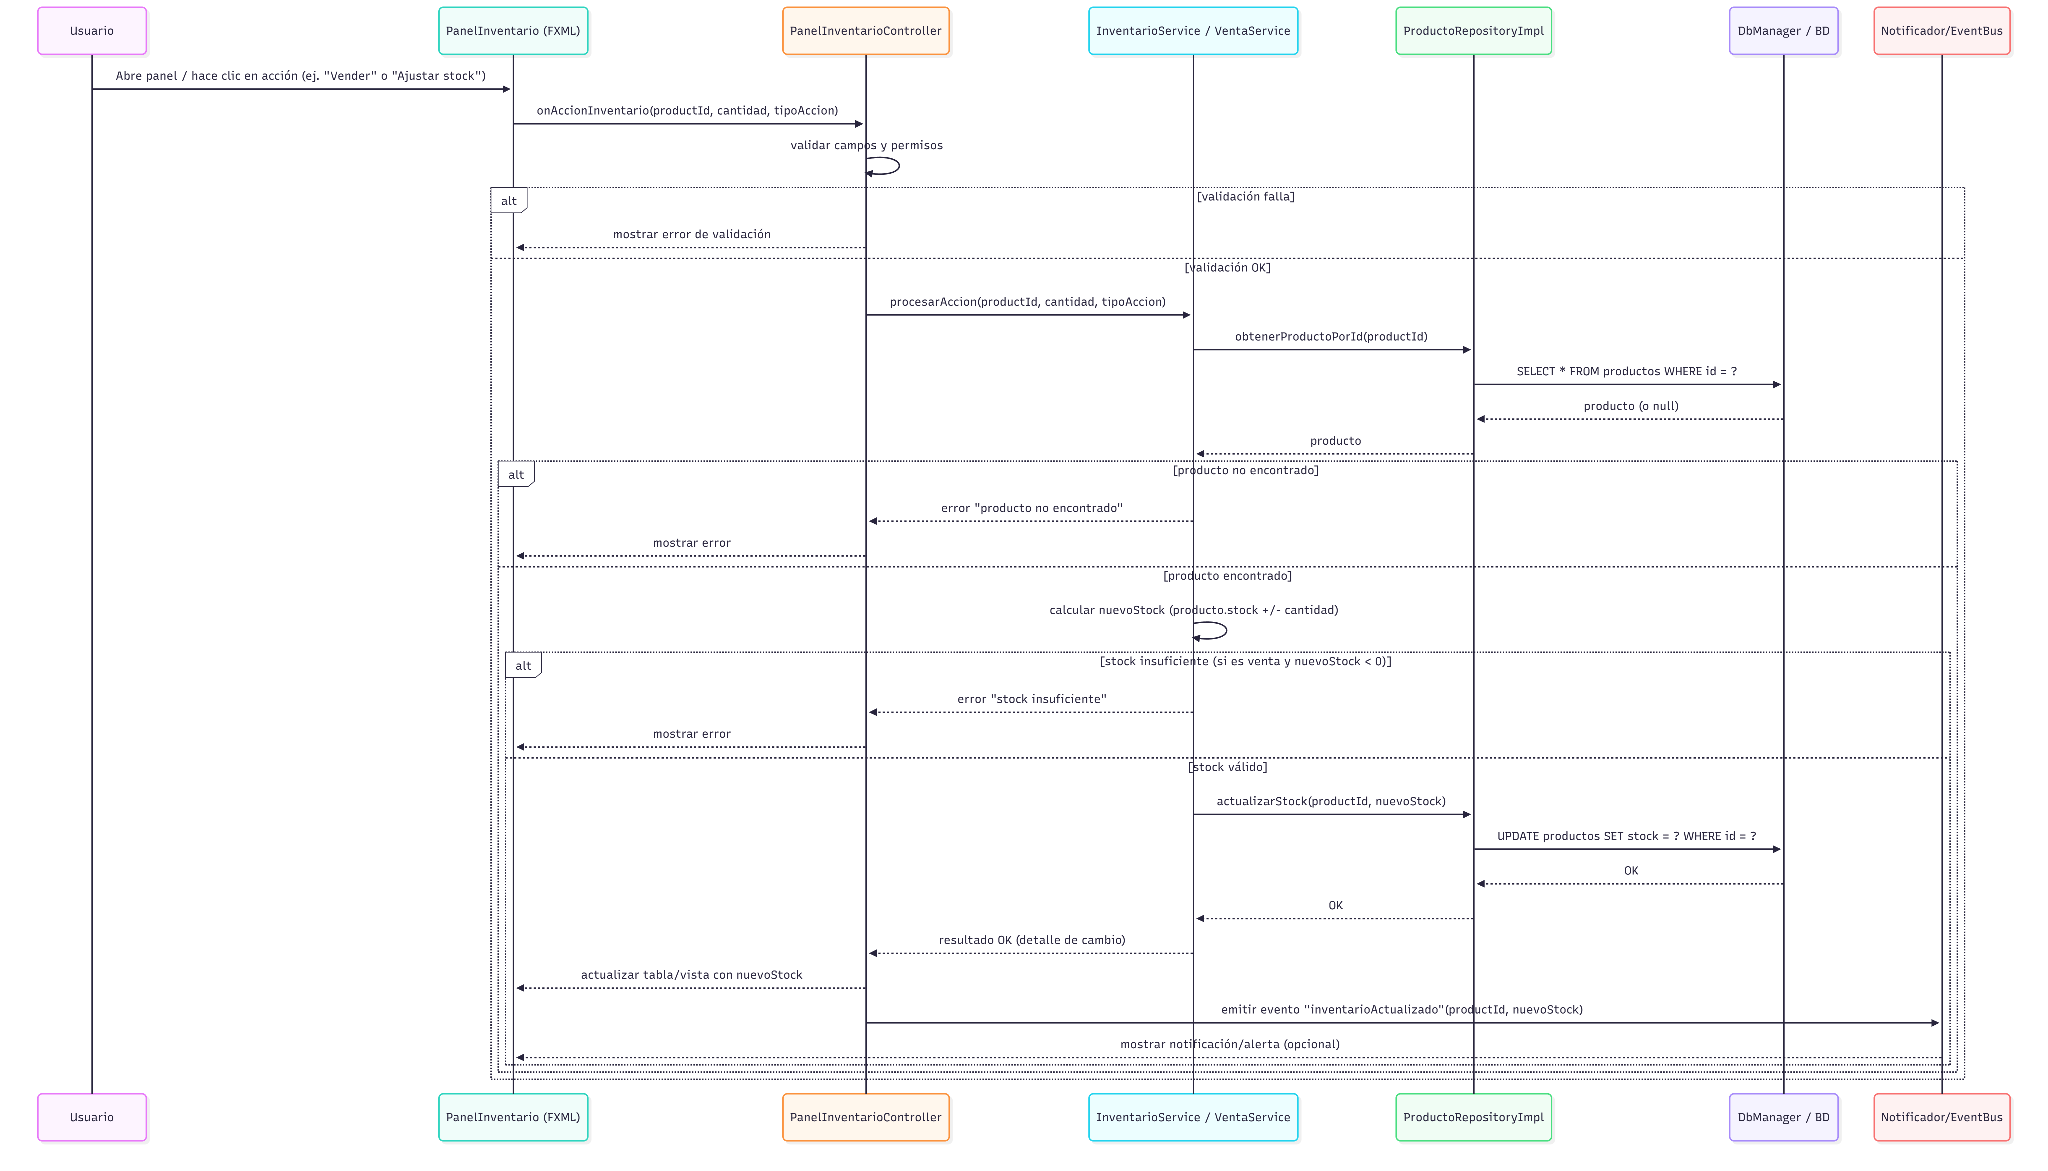 Usuario
PanelInventario (FXML)
PanelInventarioController
InventarioService / VentaService
ProductoRepositoryImpl
DbManager / BD
Notificador/EventBus
Abre panel / hace clic en acción (ej. "Vender" o "Ajustar stock")
onAccionInventario(productId, cantidad, tipoAccion)
validar campos y permisos
alt
[validación falla]
mostrar error de validación
[validación OK]
procesarAccion(productId, cantidad, tipoAccion)
obtenerProductoPorId(productId)
SELECT * FROM productos WHERE id = ?
producto (o null)
producto
alt
[producto no encontrado]
error "producto no encontrado"
mostrar error
[producto encontrado]
calcular nuevoStock (producto.stock +/- cantidad)
alt
[stock insuficiente (si es venta y nuevoStock < 0)]
error "stock insuficiente"
mostrar error
[stock válido]
actualizarStock(productId, nuevoStock)
UPDATE productos SET stock = ? WHERE id = ?
OK
OK
resultado OK (detalle de cambio)
actualizar tabla/vista con nuevoStock
emitir evento "inventarioActualizado"(productId, nuevoStock)
mostrar notificación/alerta (opcional)
Usuario
PanelInventario (FXML)
PanelInventarioController
InventarioService / VentaService
ProductoRepositoryImpl
DbManager / BD
Notificador/EventBus